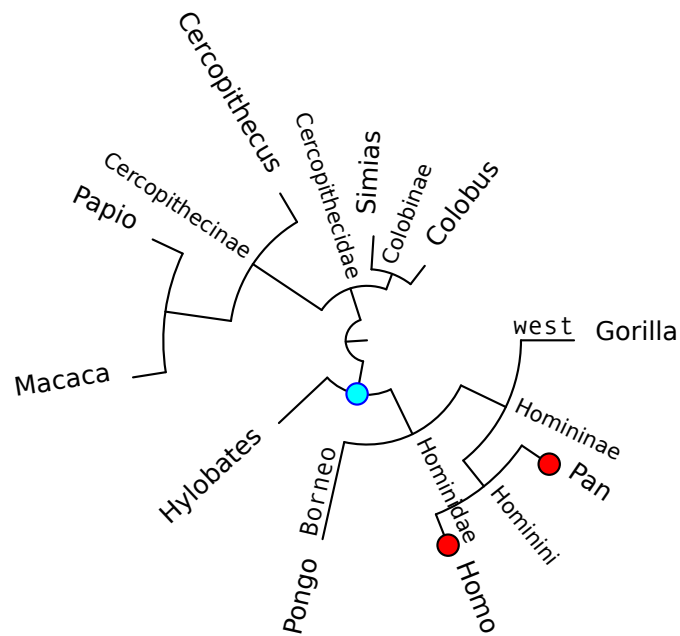 Cercopithecus
Cercopithecidae
Simias
Colobinae
Colobus
Cercopithecinae
Papio
Macaca
west
Gorilla
Homininae
Pan
Hominini
Hominidae
Homo
Borneo
Pongo
Hylobates